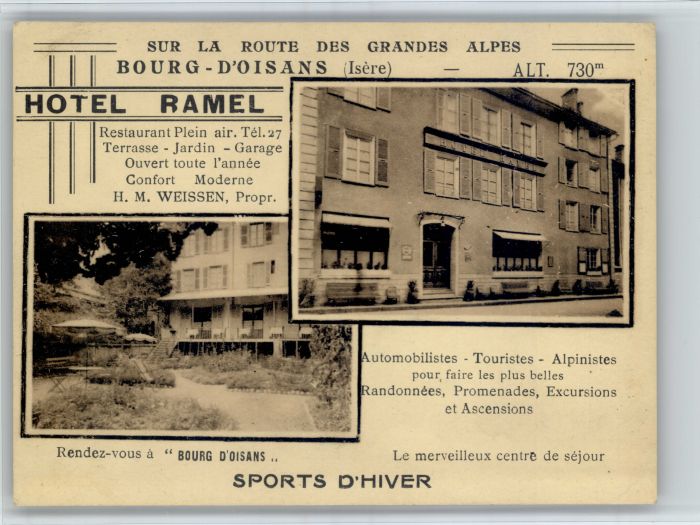 SUR LA ROUTE DES GRANDES ALPES
BOURG-D'OISANS (Isère) — ALT. 730m
HOTEL RAMEL
Restaurant Plein air. Tél. 27
Terrasse - Jardin - Garage
Ouvert toute l'année
Confort Moderne
H. M. WEISSEN, Propr.
HOTEL RAMEL
Automobilistes - Touristes - Alpinistes
pour faire les plus belles
Randonnées, Promenades, Excursions
et Ascensions
Rendez-vous à " BOURG D'OISANS „
Le merveilleux centre de séjour
SPORTS D'HIVER